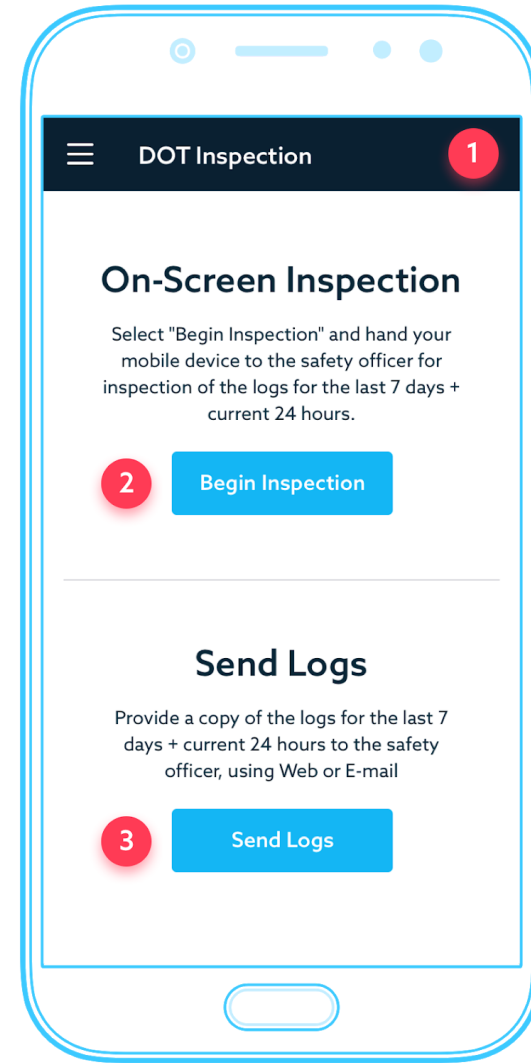 DOT Inspection
1
On-Screen Inspection
Select "Begin Inspection" and hand your
mobile device to the safety officer for
inspection of the logs for the last 7 days +
current 24 hours.
2
Begin Inspection
Send Logs
Provide a copy of the logs for the last 7
days + current 24 hours to the safety
officer, using Web or E-mail
3
Send Logs